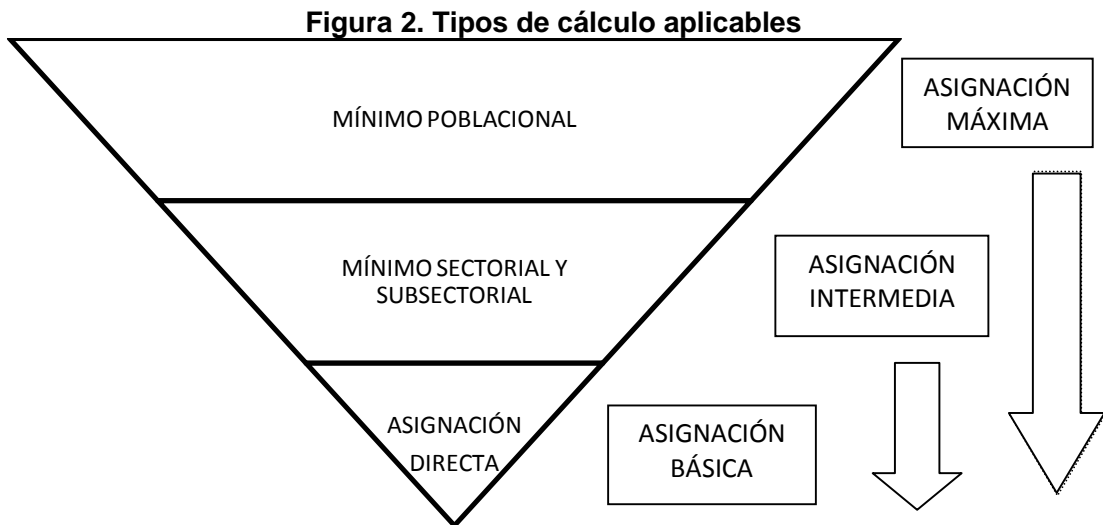 Figura 2. Tipos de cálculo aplicables
MÍNIMO POBLACIONAL
ASIGNACIÓN
MÁXIMA
MÍNIMO SECTORIAL Y
SUBSECTORIAL
ASIGNACIÓN
INTERMEDIA
ASIGNACIÓN
DIRECTA
ASIGNACIÓN
BÁSICA